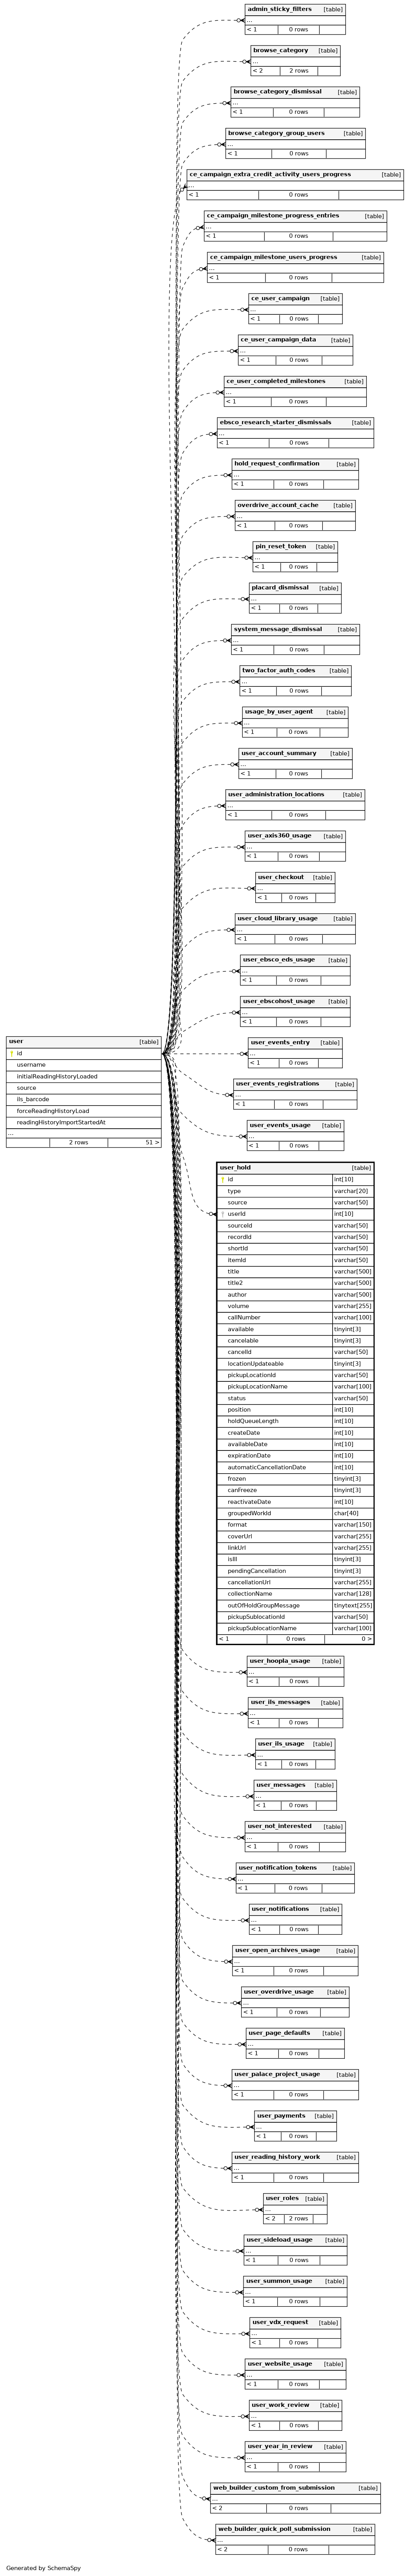 admin_sticky_filters [table]
...
< 1 0 rows
browse_category [table]
...
< 2 2 rows
browse_category_dismissal [table]
...
< 1 0 rows
browse_category_group_users [table]
...
< 1 0 rows
ce_campaign_extra_credit_activity_users_progress [table]
...
< 1 0 rows
ce_campaign_milestone_progress_entries [table]
...
< 1 0 rows
ce_campaign_milestone_users_progress [table]
...
< 1 0 rows
ce_user_campaign [table]
...
< 1 0 rows
ce_user_campaign_data [table]
...
< 1 0 rows
ce_user_completed_milestones [table]
...
< 1 0 rows
ebsco_research_starter_dismissals [table]
...
< 1 0 rows
hold_request_confirmation [table]
...
< 1 0 rows
overdrive_account_cache [table]
...
< 1 0 rows
pin_reset_token [table]
...
< 1 0 rows
placard_dismissal [table]
...
< 1 0 rows
system_message_dismissal [table]
...
< 1 0 rows
two_factor_auth_codes [table]
...
< 1 0 rows
usage_by_user_agent [table]
...
< 1 0 rows
user_account_summary [table]
...
< 1 0 rows
user_administration_locations [table]
...
< 1 0 rows
user_axis360_usage [table]
...
< 1 0 rows
user_checkout [table]
...
< 1 0 rows
user_cloud_library_usage [table]
...
< 1 0 rows
user_ebsco_eds_usage [table]
...
< 1 0 rows
user_ebscohost_usage [table]
...
< 1 0 rows
user [table]
id
username
initialReadingHistoryLoaded
source
ils_barcode
forceReadingHistoryLoad
readingHistoryImportStartedAt
...
2 rows 51 >
user_events_entry [table]
...
< 1 0 rows
user_events_registrations [table]
...
< 1 0 rows
user_events_usage [table]
...
< 1 0 rows
user_hold [table]
id int[10]
type varchar[20]
source varchar[50]
userId int[10]
sourceId varchar[50]
recordId varchar[50]
shortId varchar[50]
itemId varchar[50]
title varchar[500]
title2 varchar[500]
author varchar[500]
volume varchar[255]
callNumber varchar[100]
available tinyint[3]
cancelable tinyint[3]
cancelId varchar[50]
locationUpdateable tinyint[3]
pickupLocationId varchar[50]
pickupLocationName varchar[100]
status varchar[50]
position int[10]
holdQueueLength int[10]
createDate int[10]
availableDate int[10]
expirationDate int[10]
automaticCancellationDate int[10]
frozen tinyint[3]
canFreeze tinyint[3]
reactivateDate int[10]
groupedWorkId char[40]
format varchar[150]
coverUrl varchar[255]
linkUrl varchar[255]
isIll tinyint[3]
pendingCancellation tinyint[3]
cancellationUrl varchar[255]
collectionName varchar[128]
outOfHoldGroupMessage tinytext[255]
pickupSublocationId varchar[50]
pickupSublocationName varchar[100]
< 1 0 rows 0 >
user_hoopla_usage [table]
...
< 1 0 rows
user_ils_messages [table]
...
< 1 0 rows
user_ils_usage [table]
...
< 1 0 rows
user_messages [table]
...
< 1 0 rows
user_not_interested [table]
...
< 1 0 rows
user_notification_tokens [table]
...
< 1 0 rows
user_notifications [table]
...
< 1 0 rows
user_open_archives_usage [table]
...
< 1 0 rows
user_overdrive_usage [table]
...
< 1 0 rows
user_page_defaults [table]
...
< 1 0 rows
user_palace_project_usage [table]
...
< 1 0 rows
user_payments [table]
...
< 1 0 rows
user_reading_history_work [table]
...
< 1 0 rows
user_roles [table]
...
< 2 2 rows
user_sideload_usage [table]
...
< 1 0 rows
user_summon_usage [table]
...
< 1 0 rows
user_vdx_request [table]
...
< 1 0 rows
user_website_usage [table]
...
< 1 0 rows
user_work_review [table]
...
< 1 0 rows
user_year_in_review [table]
...
< 1 0 rows
web_builder_custom_from_submission [table]
...
< 2 0 rows
web_builder_quick_poll_submission [table]
...
< 2 0 rows
Generated by SchemaSpy